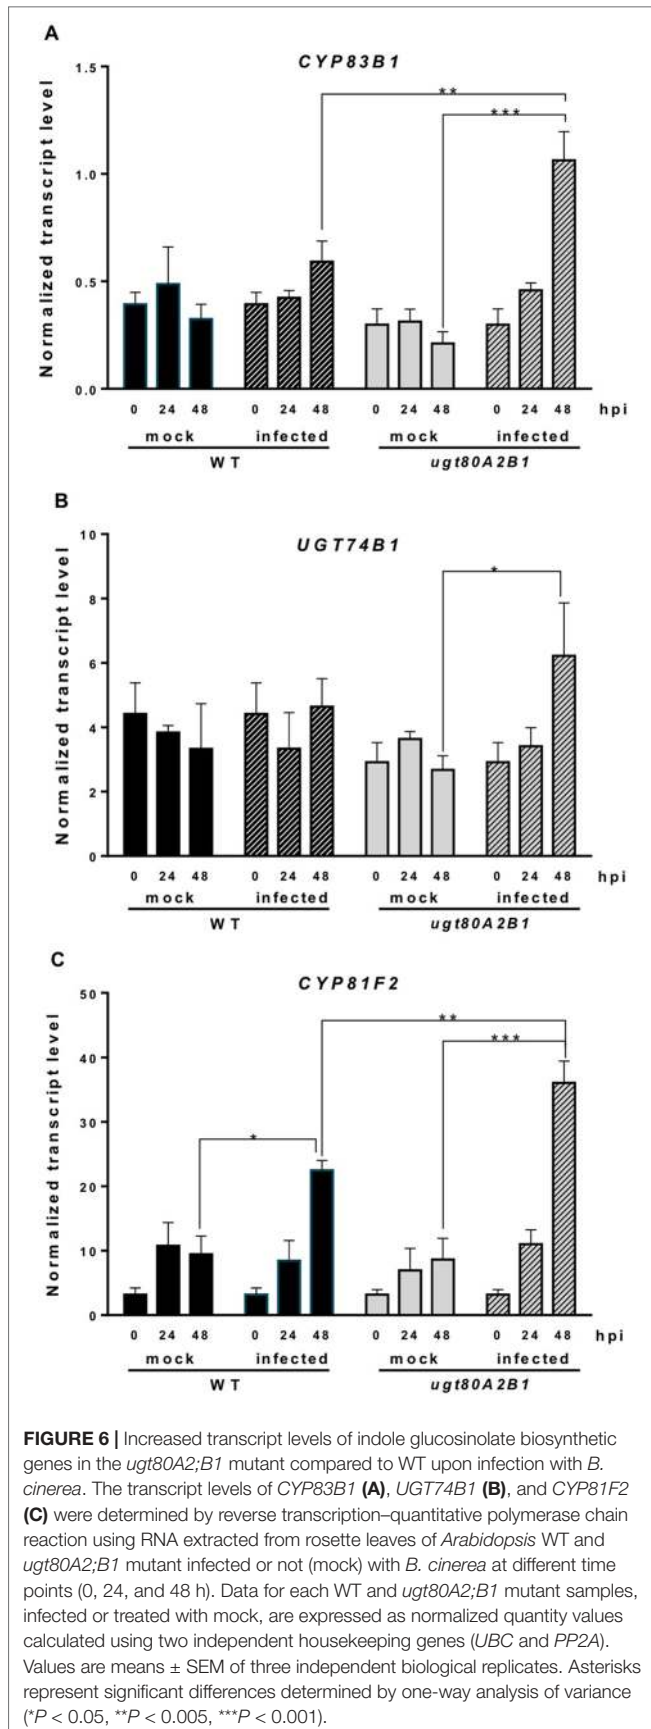 A
CYP83B1
Normalized transcript level
1.5
1.0
0.5
0.0
**
***
0 24 48 0 24 48 0 24 48 0 24 48 hpi
mock infected mock infected
WT ugt80A2B1
B
UGT74B1
Normalized transcript level
10
8
6
4
2
0
*
0 24 48 0 24 48 0 24 48 0 24 48 hpi
mock infected mock infected
WT ugt80A2B1
C
CYP81F2
Normalized transcript level
50
40
30
20
10
0
**
***
*
0 24 48 0 24 48 0 24 48 0 24 48 hpi
mock infected mock infected
WT ugt80A2B1
FIGURE 6 | Increased transcript levels of indole glucosinolate biosynthetic
genes in the ugt80A2;B1 mutant compared to WT upon infection with B.
cinerea. The transcript levels of CYP83B1 (A), UGT74B1 (B), and CYP81F2
(C) were determined by reverse transcription–quantitative polymerase chain
reaction using RNA extracted from rosette leaves of Arabidopsis WT and
ugt80A2;B1 mutant infected or not (mock) with B. cinerea at different time
points (0, 24, and 48 h). Data for each WT and ugt80A2;B1 mutant samples,
infected or treated with mock, are expressed as normalized quantity values
calculated using two independent housekeeping genes (UBC and PP2A).
Values are means ± SEM of three independent biological replicates. Asterisks
represent significant differences determined by one-way analysis of variance
(*P < 0.05, **P < 0.005, ***P < 0.001).